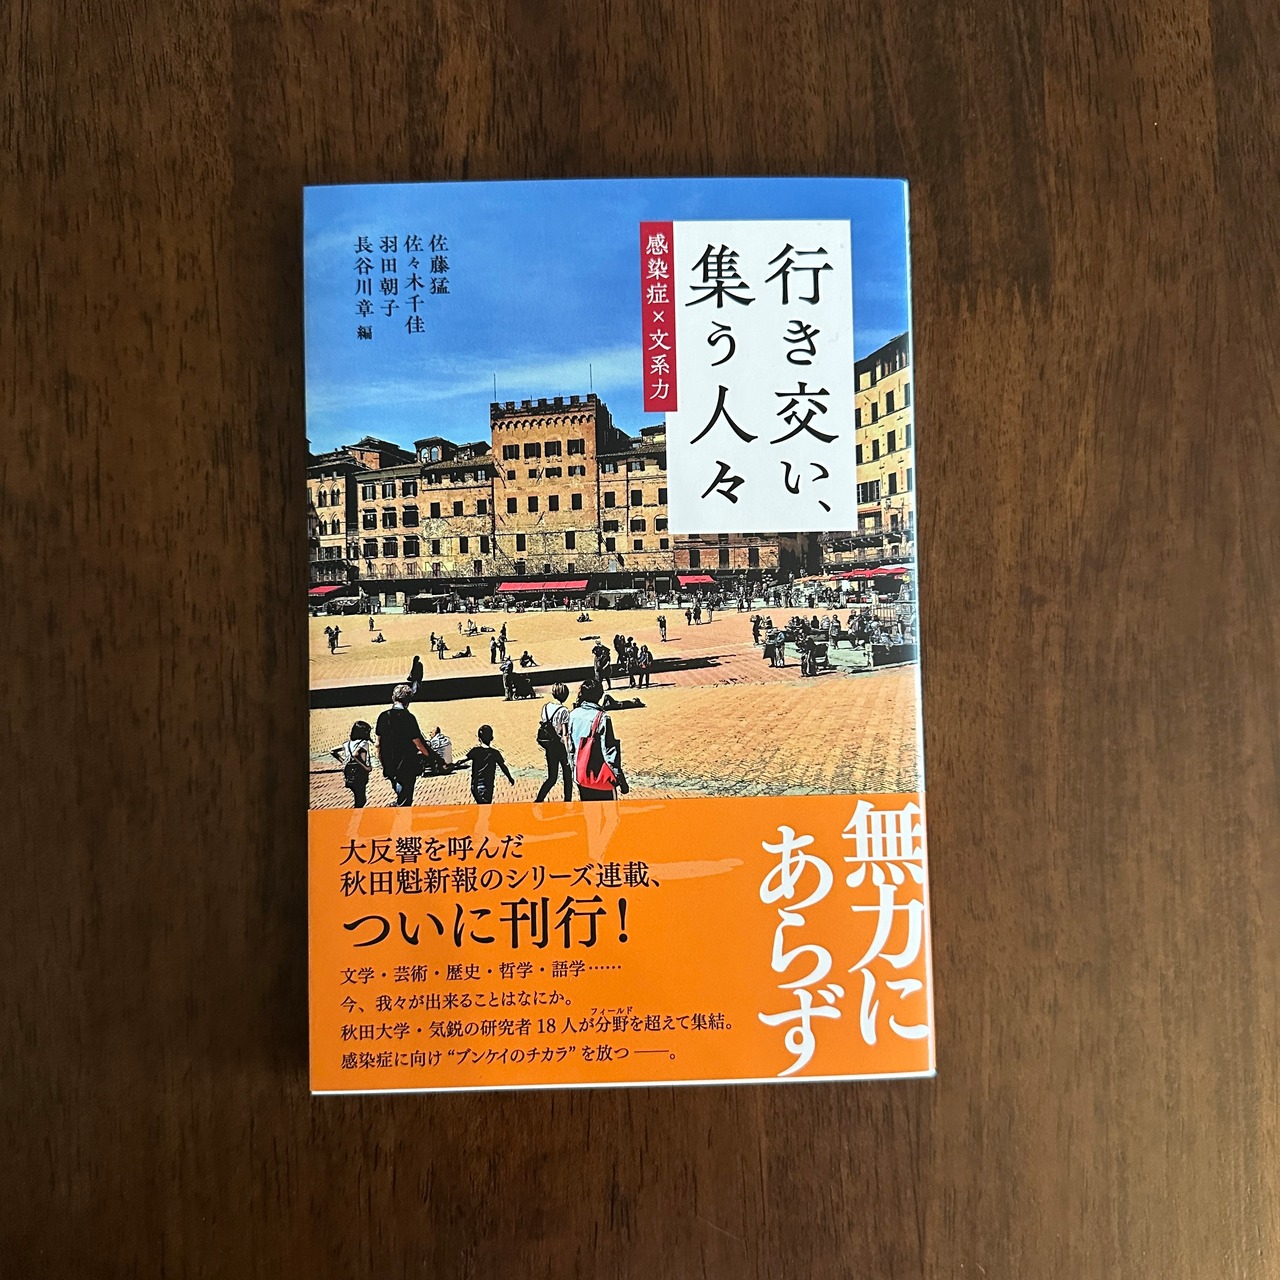 行き交い、
集う人々
感染症×文系力
佐藤猛
佐々木千佳
羽田朝子
長谷川章 編
無力に
あらず
大反響を呼んだ
秋田魁新報のシリーズ連載、
ついに刊行！
文学・芸術・歴史・哲学・語学……
今、我々が出来ることはなにか。
フィールド
秋田大学・気鋭の研究者 18 人が分野を超えて集結。
感染症に向け “ブンケイのチカラ” を放つ ──。